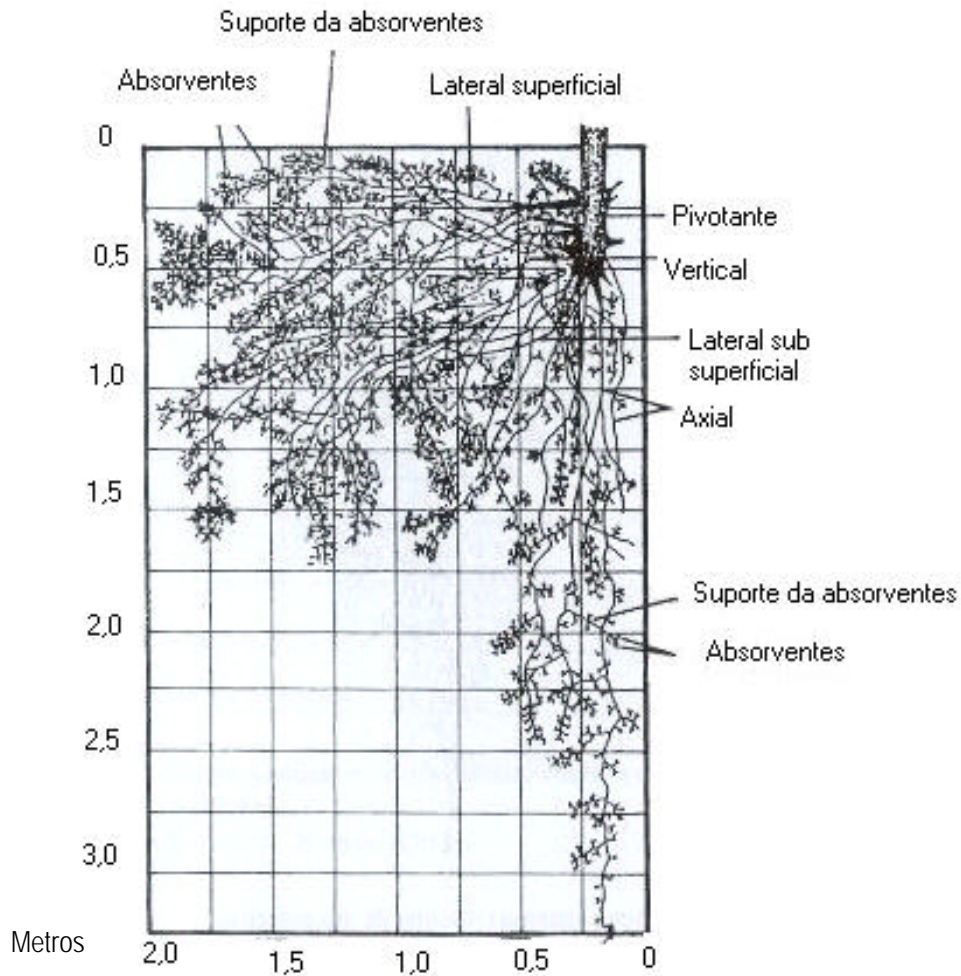 Suporte da absorventes
Absorventes
Lateral superficial
0
Pivotante
0,5
Vertical
Lateral sub
superficial
1,0
Axial
1,5
Suporte da absorventes
2,0
Absorventes
2,5
3,0
Metros
2,0 1,5 1,0 0,5 0